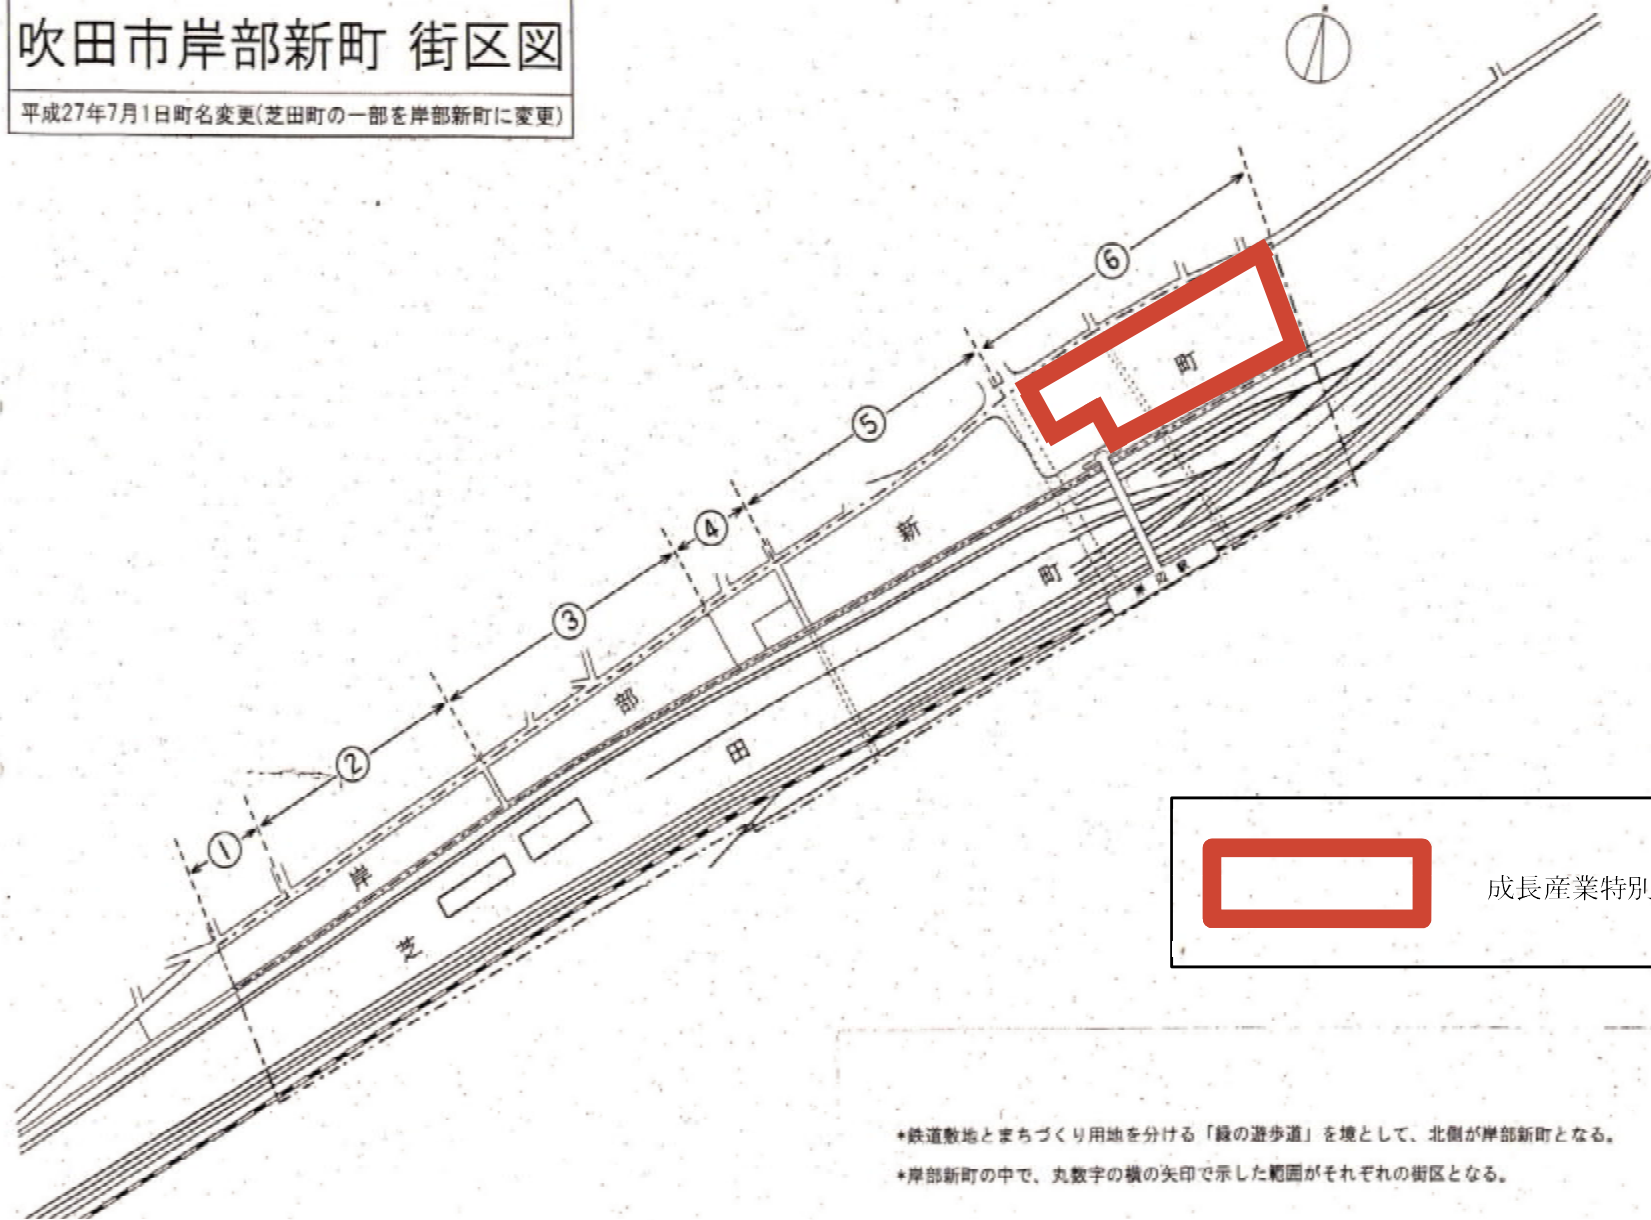 吹田市岸部新町 街区図
平成27年7月1日町名変更(芝田町の一部を岸部新町に変更)
⑥
町
⑤
④
新
町
③
部
田
②
①
岸
芝
成長産業特別
*鉄道敷地とまちづくり用地を分ける「緑の遊歩道」を境として、北側が岸部新町となる。
*岸部新町の中で、丸数字の横の矢印で示した範囲がそれぞれの街区となる。